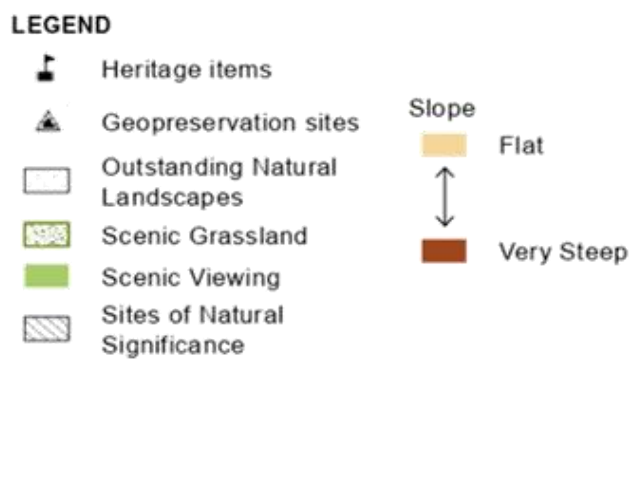 LEGEND
Heritage items
Geopreservation sites
Outstanding Natural
Landscapes
Scenic Grassland
Scenic Viewing
Sites of Natural
Significance
Slope
Flat
Very Steep